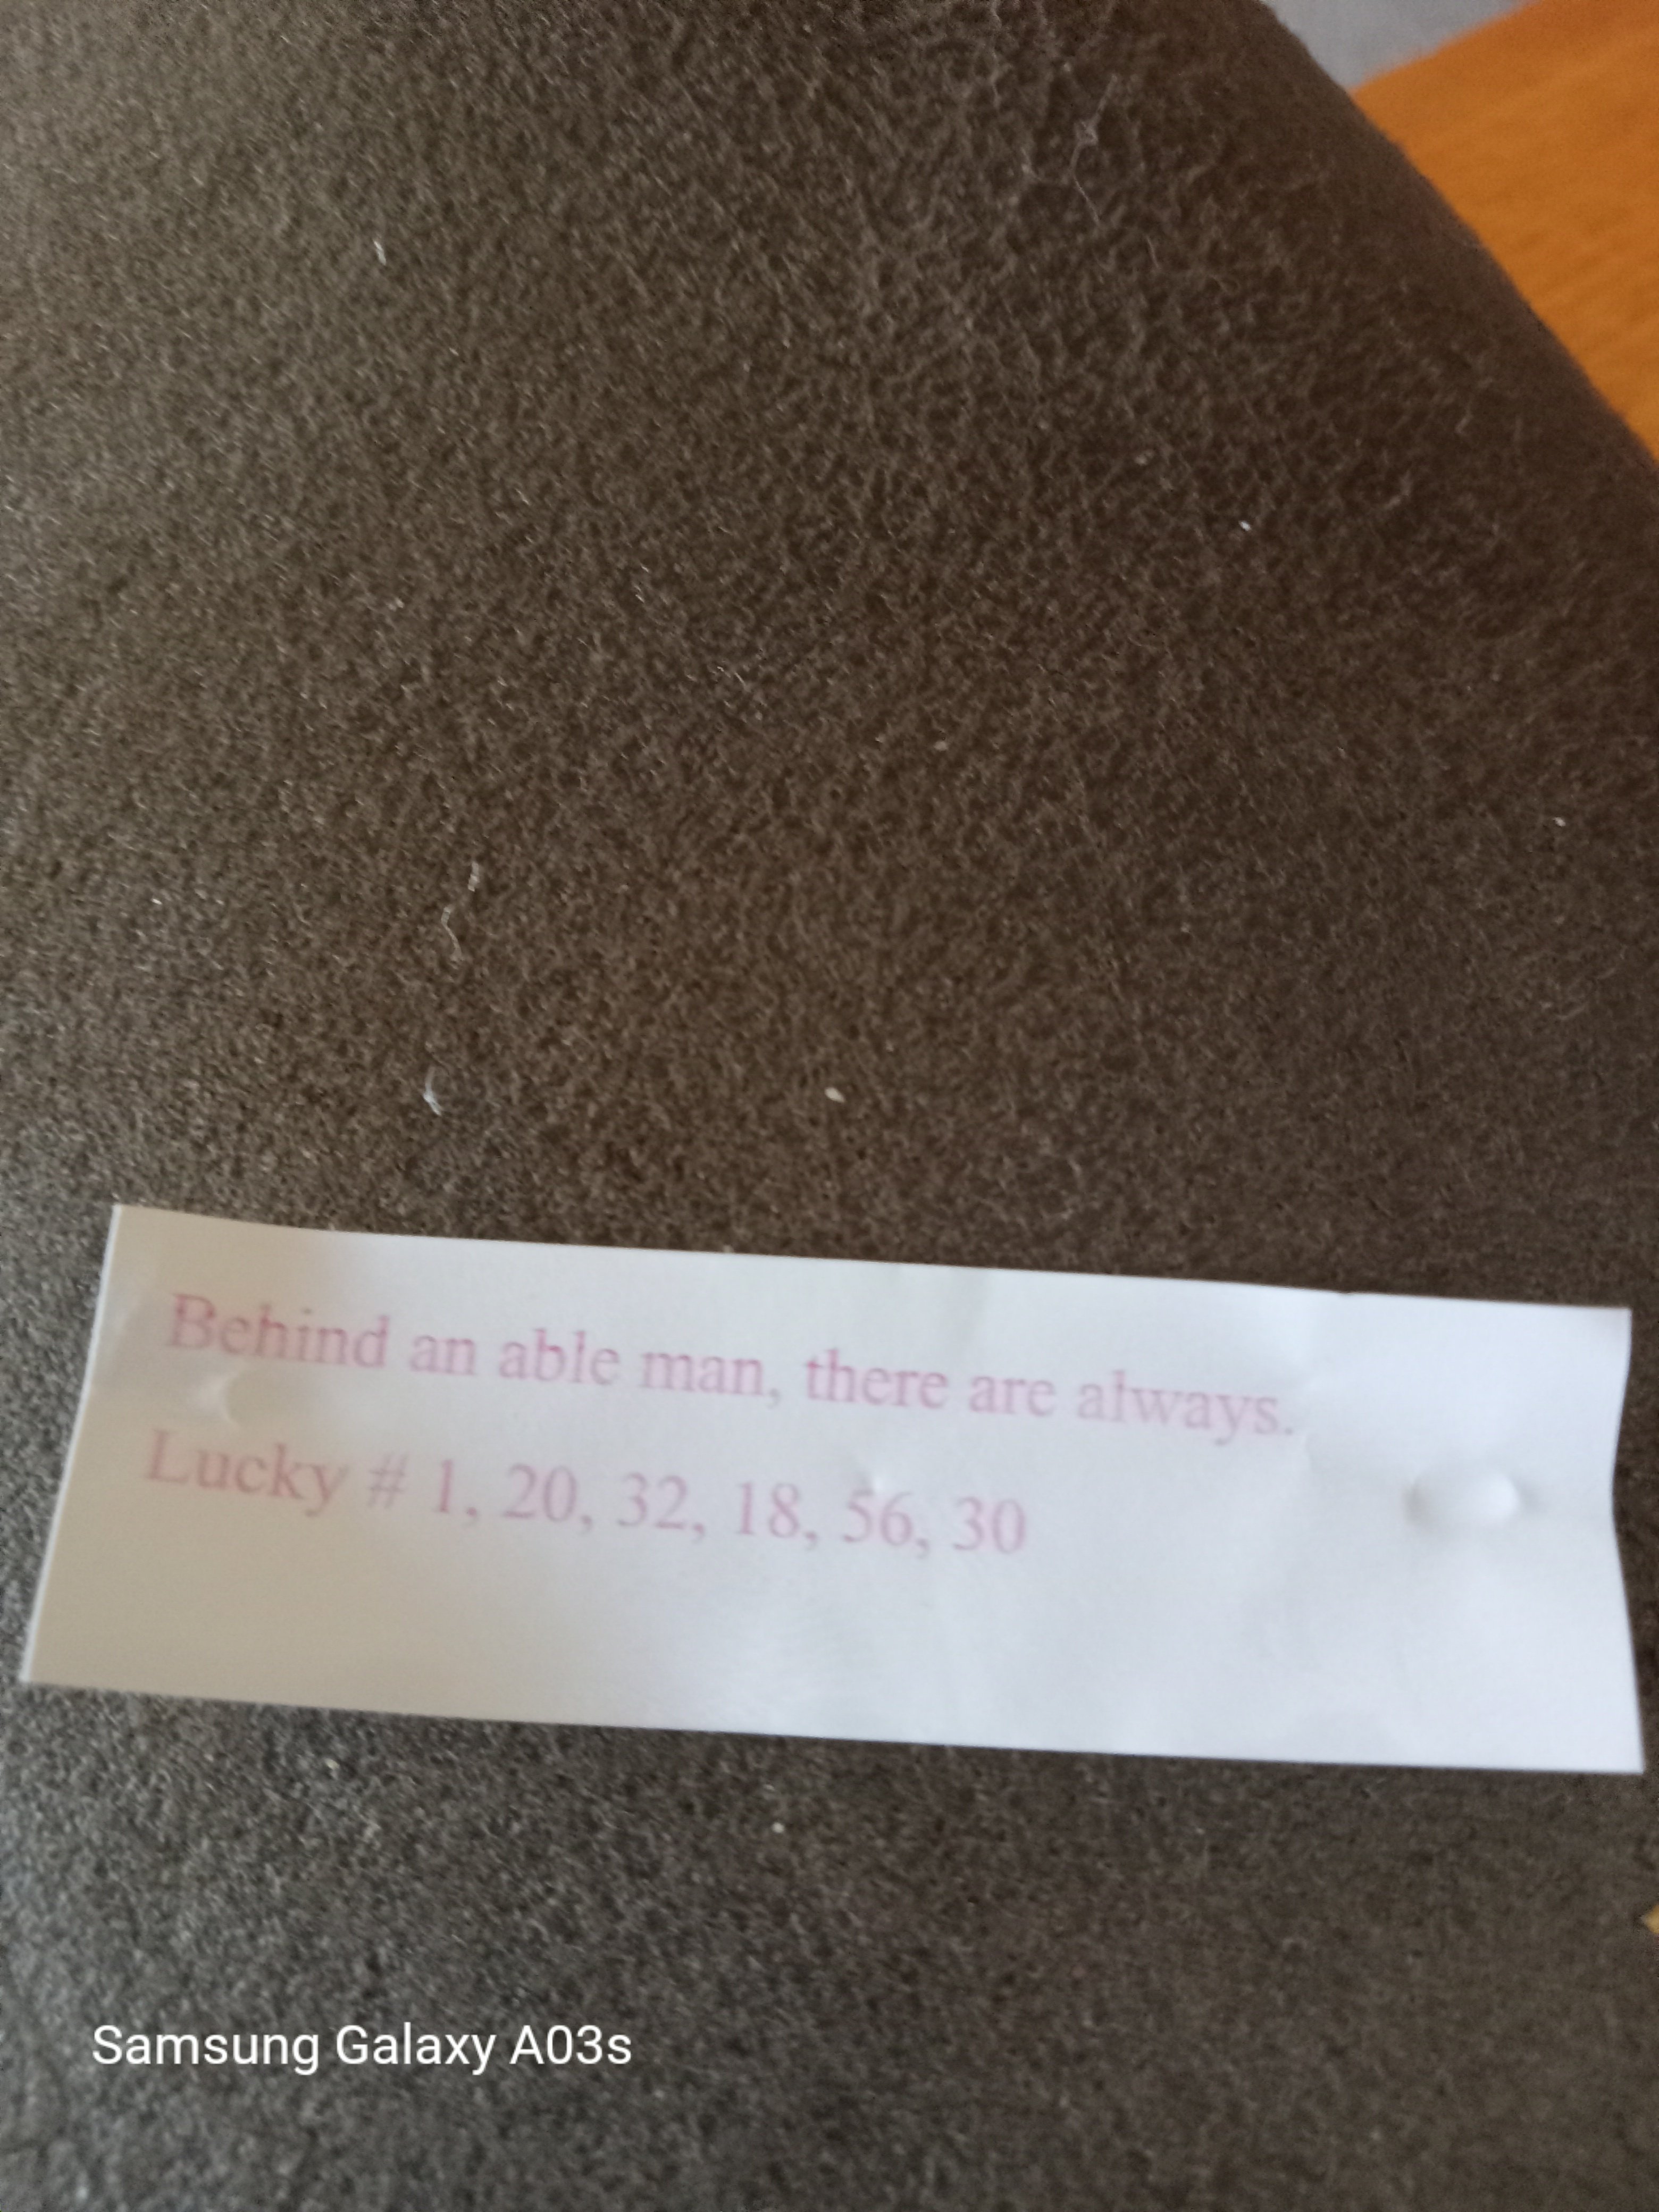 Behind an able man, there are always.
Lucky # 1, 20, 32, 18, 56, 30
Samsung Galaxy A03s